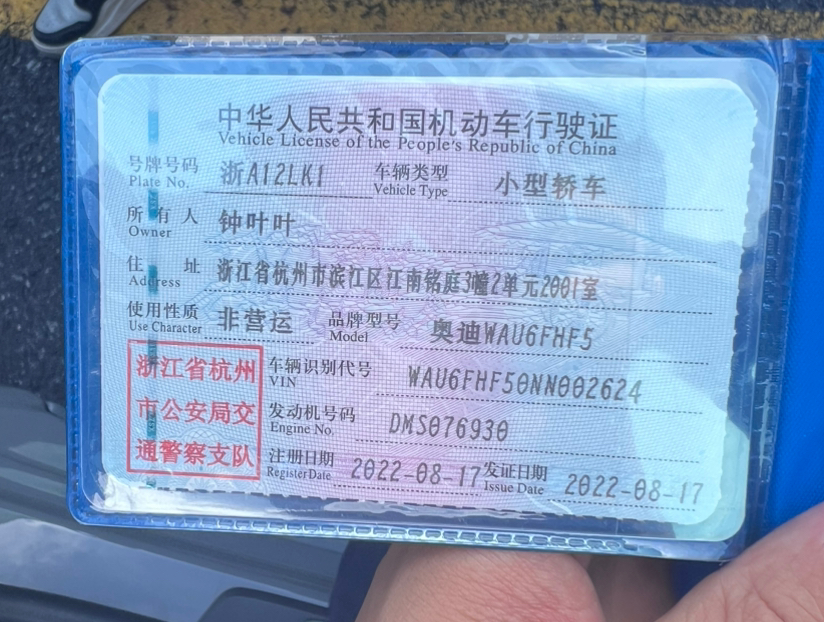 中华人民共和国机动车行驶证
Vehicle License of the People's Republic of China
号牌号码 浙A12LK1 车辆类型 小型轿车
Plate No. Vehicle Type
所有人 钟叶叶
Owner
住址 浙江省杭州市滨江区江南铭庭3幢2单元2001室
Address
使用性质 非营运 品牌型号 奥迪WAU6FHF5
Use Character Model
浙江省杭州
市公安局交
通警察支队
车辆识别代号 WAU6FHF50NN002624
VIN
发动机号码 DMS076930
Engine No.
注册日期 2022-08-17 发证日期 2022-08-17
Register Date Issue Date